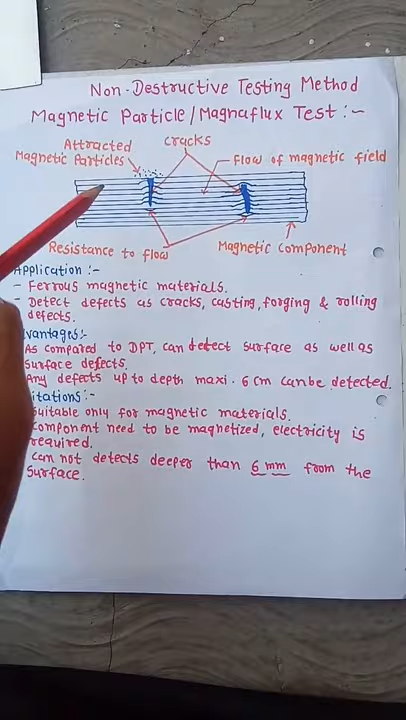 Non-Destructive Testing Method
Magnetic Particle/Magnaflux Test:-
Attracted
Magnetic Particles
cracks
flow of magnetic field
Resistance to flow
Magnetic component
Application:-
- Ferrous magnetic materials.
- Detect defects as cracks, casting, forging & rolling
defects.
vantages:-
As compared to DPT, can detect surface as well as
surface defects.
Any defects up to depth maxi. 6 cm can be detected.
itations:-
suitable only for magnetic materials.
component need to be magnetized, electricity is
required.
can not detects deeper than 6 mm from the
surface.